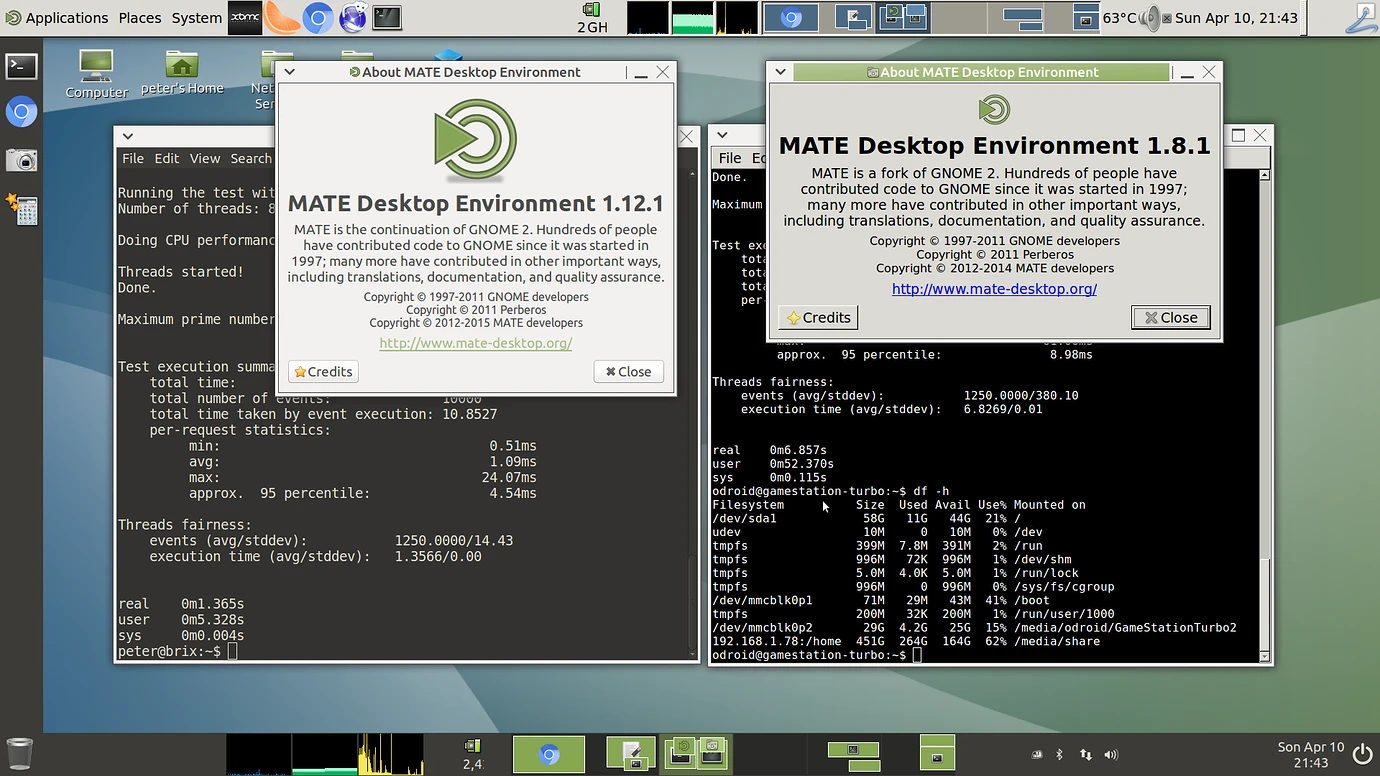 Applications Places System xbmc 2GH 63°C Sun Apr 10, 21:43
Computer
peter's Home
About MATE Desktop Environment
MATE Desktop Environment 1.12.1
MATE is the continuation of GNOME 2. Hundreds of people
have contributed code to GNOME since it was started in
1997; many more have contributed in other important ways,
including translations, documentation, and quality assurance.
Copyright © 1997-2011 GNOME developers
Copyright © 2011 Perberos
Copyright © 2012-2015 MATE developers
http://www.mate-desktop.org/
Credits
Close
About MATE Desktop Environment
MATE Desktop Environment 1.8.1
MATE is a fork of GNOME 2. Hundreds of people have
contributed code to GNOME since it was started in 1997;
many more have contributed in other important ways,
including translations, documentation, and quality assurance.
Copyright © 1997-2011 GNOME developers
Copyright © 2011 Perberos
Copyright © 2012-2014 MATE developers
http://www.mate-desktop.org/
Credits
Close
File Edit View Search
Running the test
Number of threads: 8
Doing CPU
Threads started!
Done.
Maximum prime
Test execution
total time:
total number of events: 10000
total time taken by event execution: 10.8527
per-request statistics:
min: 0.51ms
avg: 1.09ms
max: 24.07ms
approx. 95 percentile: 4.54ms
Threads fairness:
events (avg/stddev): 1250.0000/14.43
execution time (avg/stddev): 1.3566/0.00
real 0m1.365s
user 0m5.328s
sys 0m0.004s
peter@brix:~$
File
Done.
Maximum
Test
approx. 95 percentile: 8.98ms
Threads fairness:
events (avg/stddev): 1250.0000/380.10
execution time (avg/stddev): 6.8269/0.01
real 0m6.857s
user 0m52.370s
sys 0m0.115s
odroid@gamestation-turbo:~$ df -h
Filesystem Size Used Avail Use% Mounted on
/dev/sda1 58G 11G 44G 21% /
udev 10M 0 10M 0% /dev
tmpfs 399M 7.8M 391M 2% /run
tmpfs 996M 72K 996M 1% /dev/shm
tmpfs 5.0M 4.0K 5.0M 1% /run/lock
tmpfs 996M 0 996M 0% /sys/fs/cgroup
/dev/mmcblk0p1 71M 29M 43M 41% /boot
tmpfs 200M 32K 200M 1% /run/user/1000
/dev/mmcblk0p2 29G 4.2G 25G 15% /media/odroid/GameStationTurbo2
192.168.1.78:/home 451G 264G 164G 62% /media/share
odroid@gamestation-turbo:~$
Sun Apr 10
21:43